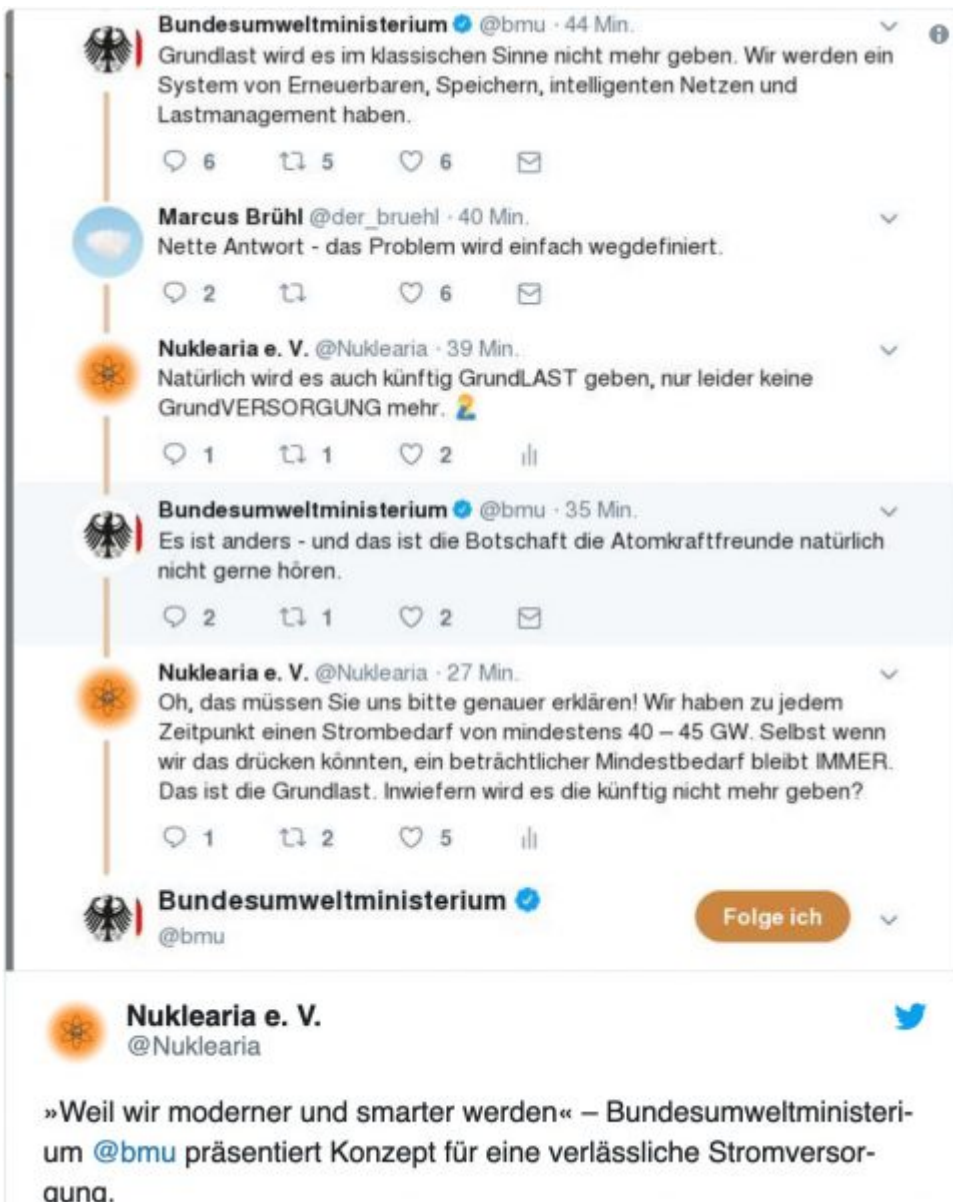 Bundesumweltministerium @bmu · 44 Min.
Grundlast wird es im klassischen Sinne nicht mehr geben. Wir werden ein
System von Erneuerbaren, Speichern, intelligenten Netzen und
Lastmanagement haben.
6 5 6
Marcus Brühl @der_bruehl · 40 Min.
Nette Antwort - das Problem wird einfach wegdefiniert.
2 6
Nuklearia e. V. @Nuklearia · 39 Min.
Natürlich wird es auch künftig GrundLAST geben, nur leider keine
GrundVERSORGUNG mehr.
1 1 2
Bundesumweltministerium @bmu · 35 Min.
Es ist anders - und das ist die Botschaft die Atomkraftfreunde natürlich
nicht gerne hören.
2 1 2
Nuklearia e. V. @Nuklearia · 27 Min.
Oh, das müssen Sie uns bitte genauer erklären! Wir haben zu jedem
Zeitpunkt einen Strombedarf von mindestens 40 – 45 GW. Selbst wenn
wir das drücken könnten, ein beträchtlicher Mindestbedarf bleibt IMMER.
Das ist die Grundlast. Inwiefern wird es die künftig nicht mehr geben?
1 2 5
Bundesumweltministerium
@bmu
Folge ich
Nuklearia e. V.
@Nuklearia
»Weil wir moderner und smarter werden« – Bundesumweltministeri-
um @bmu präsentiert Konzept für eine verlässliche Stromversor-
gung.